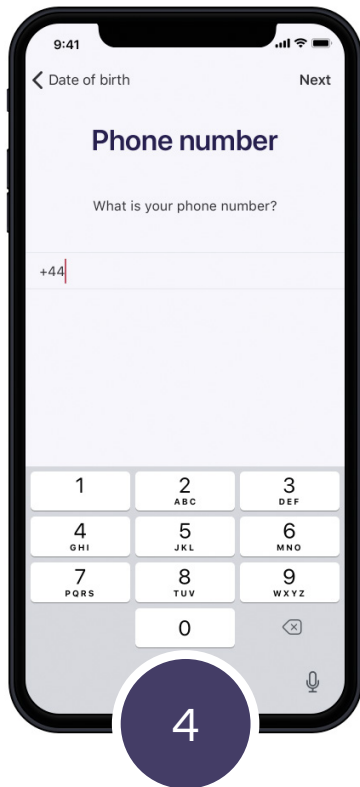 9:41
Date of birth Next
Phone number
What is your phone number?
+44
1 2 3
ABC DEF
4 5 6
GHI JKL MNO
7 8 9
PQRS TUV WXYZ
0
4